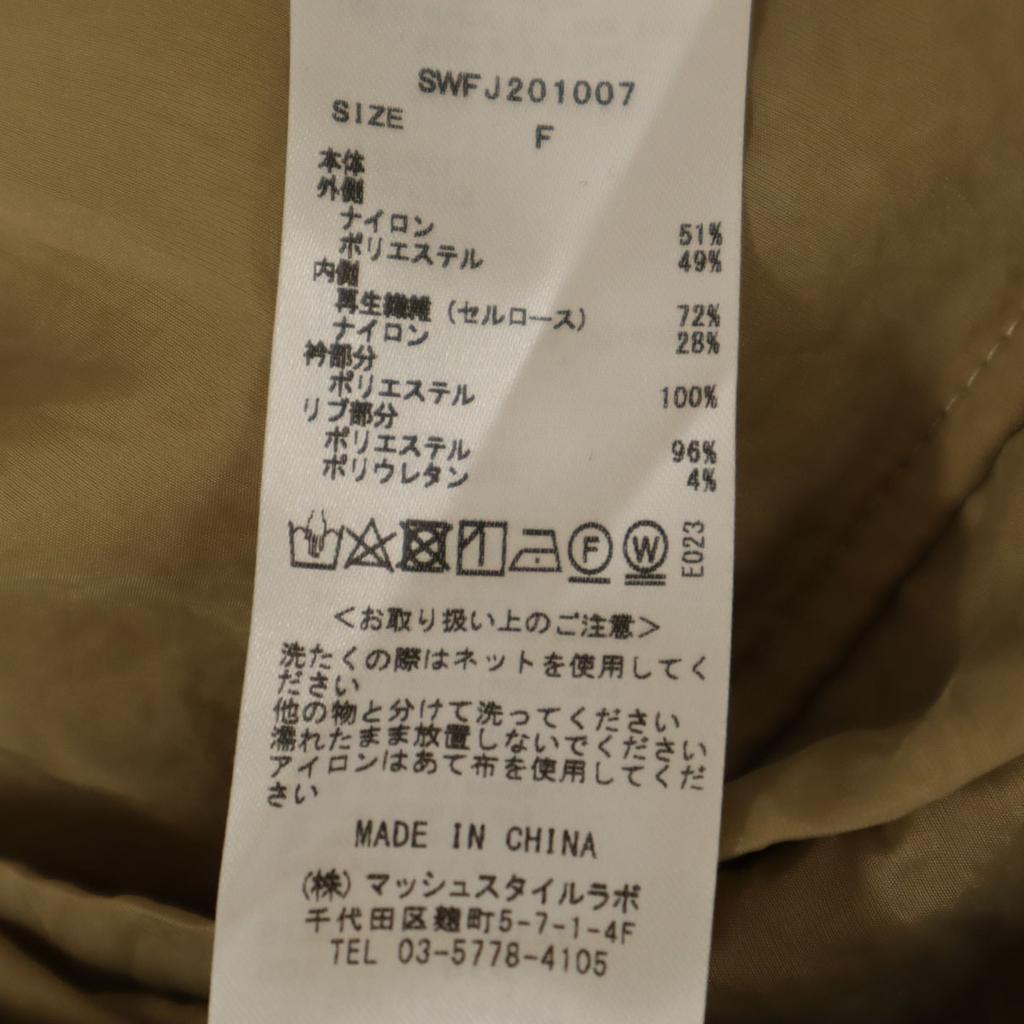 SWFJ201007
SIZE F
本体
外側
ナイロン 51%
ポリエステル 49%
内側
再生繊維(セルロース) 72%
ナイロン 28%
衿部分
ポリエステル 100%
リブ部分
ポリエステル 96%
ポリウレタン 4%
F W E023
<お取り扱い上のご注意>
洗たくの際はネットを使用してく
ださい
他の物と分けて洗ってください
濡れたまま放置しないでください
アイロンはあて布を使用してくだ
さい
MADE IN CHINA
(株)マッシュスタイルラボ
千代田区麹町5-7-1-4F
TEL 03-5778-4105